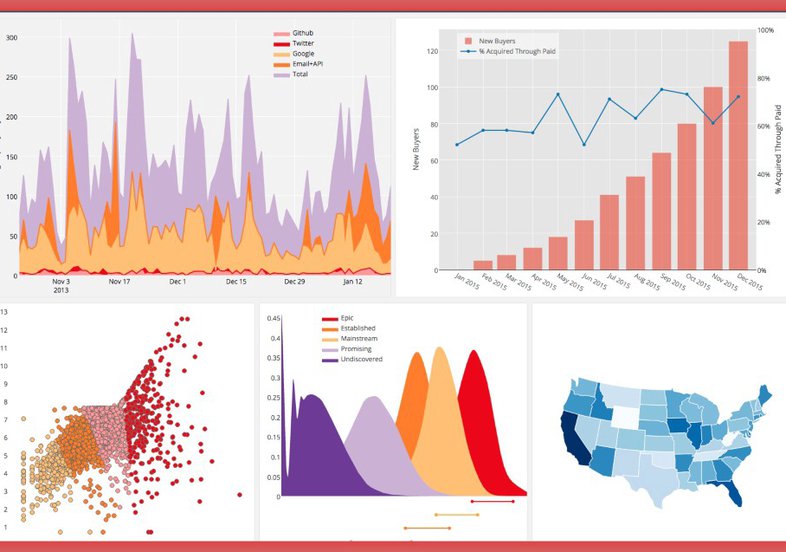 300
250
200
150
100
50
0
Nov 3
2013
Nov 17
Dec 1
Dec 15
Dec 29
Jan 12
Github
Twitter
Google
Email+API
Total
New Buyers
% Acquired Through Paid
New Buyers
120
100
80
60
40
20
0
100%
80%
60%
40%
20%
0%
% Acquired Through Paid
Jan 2015
Feb 2015
Mar 2015
Apr 2015
May 2015
Jun 2015
Jul 2015
Aug 2015
Sep 2015
Oct 2015
Nov 2015
Dec 2015
13
12
11
10
9
8
7
6
5
4
3
2
1
0.45
0.4
0.35
0.3
0.25
0.2
0.15
0.1
0.05
0
Epic
Established
Mainstream
Promising
Undiscovered